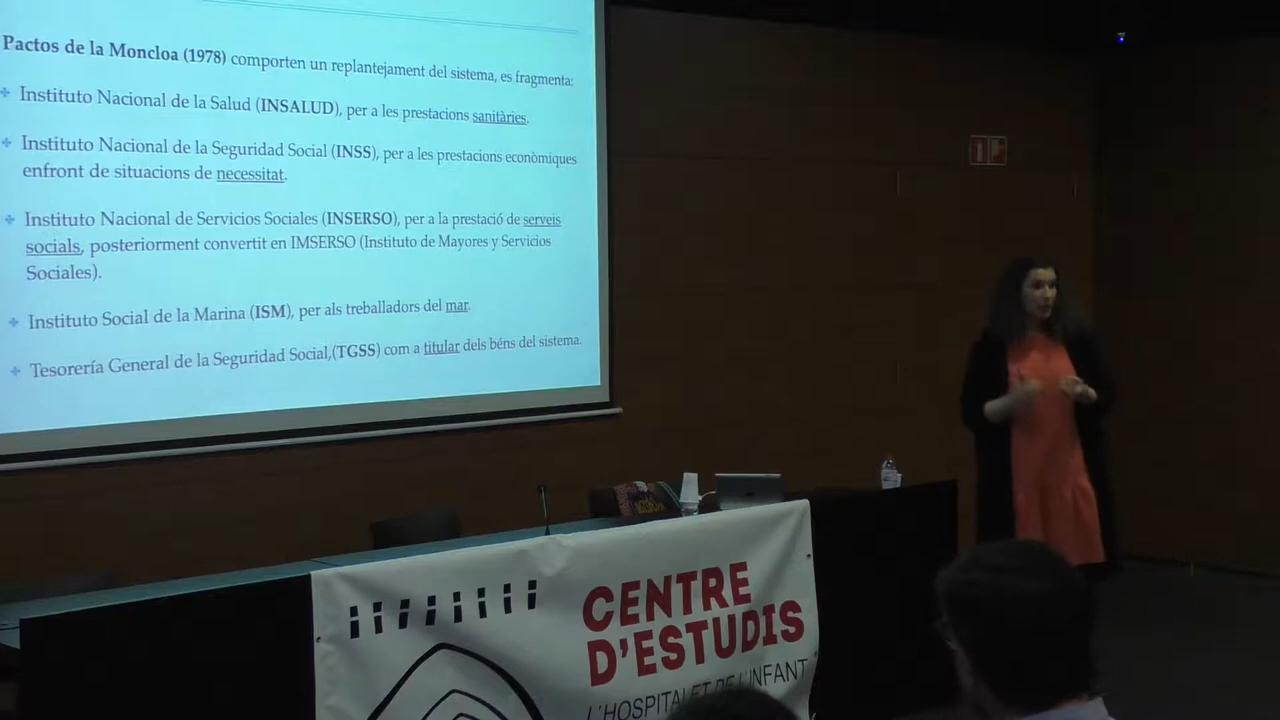 Pactos de la Moncloa (1978) comporten un replantejament del sistema, es fragmenta:
Instituto Nacional de la Salud (INSALUD), per a les prestacions sanitàries.
Instituto Nacional de la Seguridad Social (INSS), per a les prestacions econòmiques
enfront de situacions de necessitat.
Instituto Nacional de Servicios Sociales (INSERSO), per a la prestació de serveis
socials, posteriorment convertit en IMSERSO (Instituto de Mayores y Servicios
Sociales).
Instituto Social de la Marina (ISM), per als treballadors del mar.
Tesorería General de la Seguridad Social,(TGSS) com a titular dels béns del sistema.
CENTRE
D'ESTUDIS
L'HOSPITALET DE L'INFANT